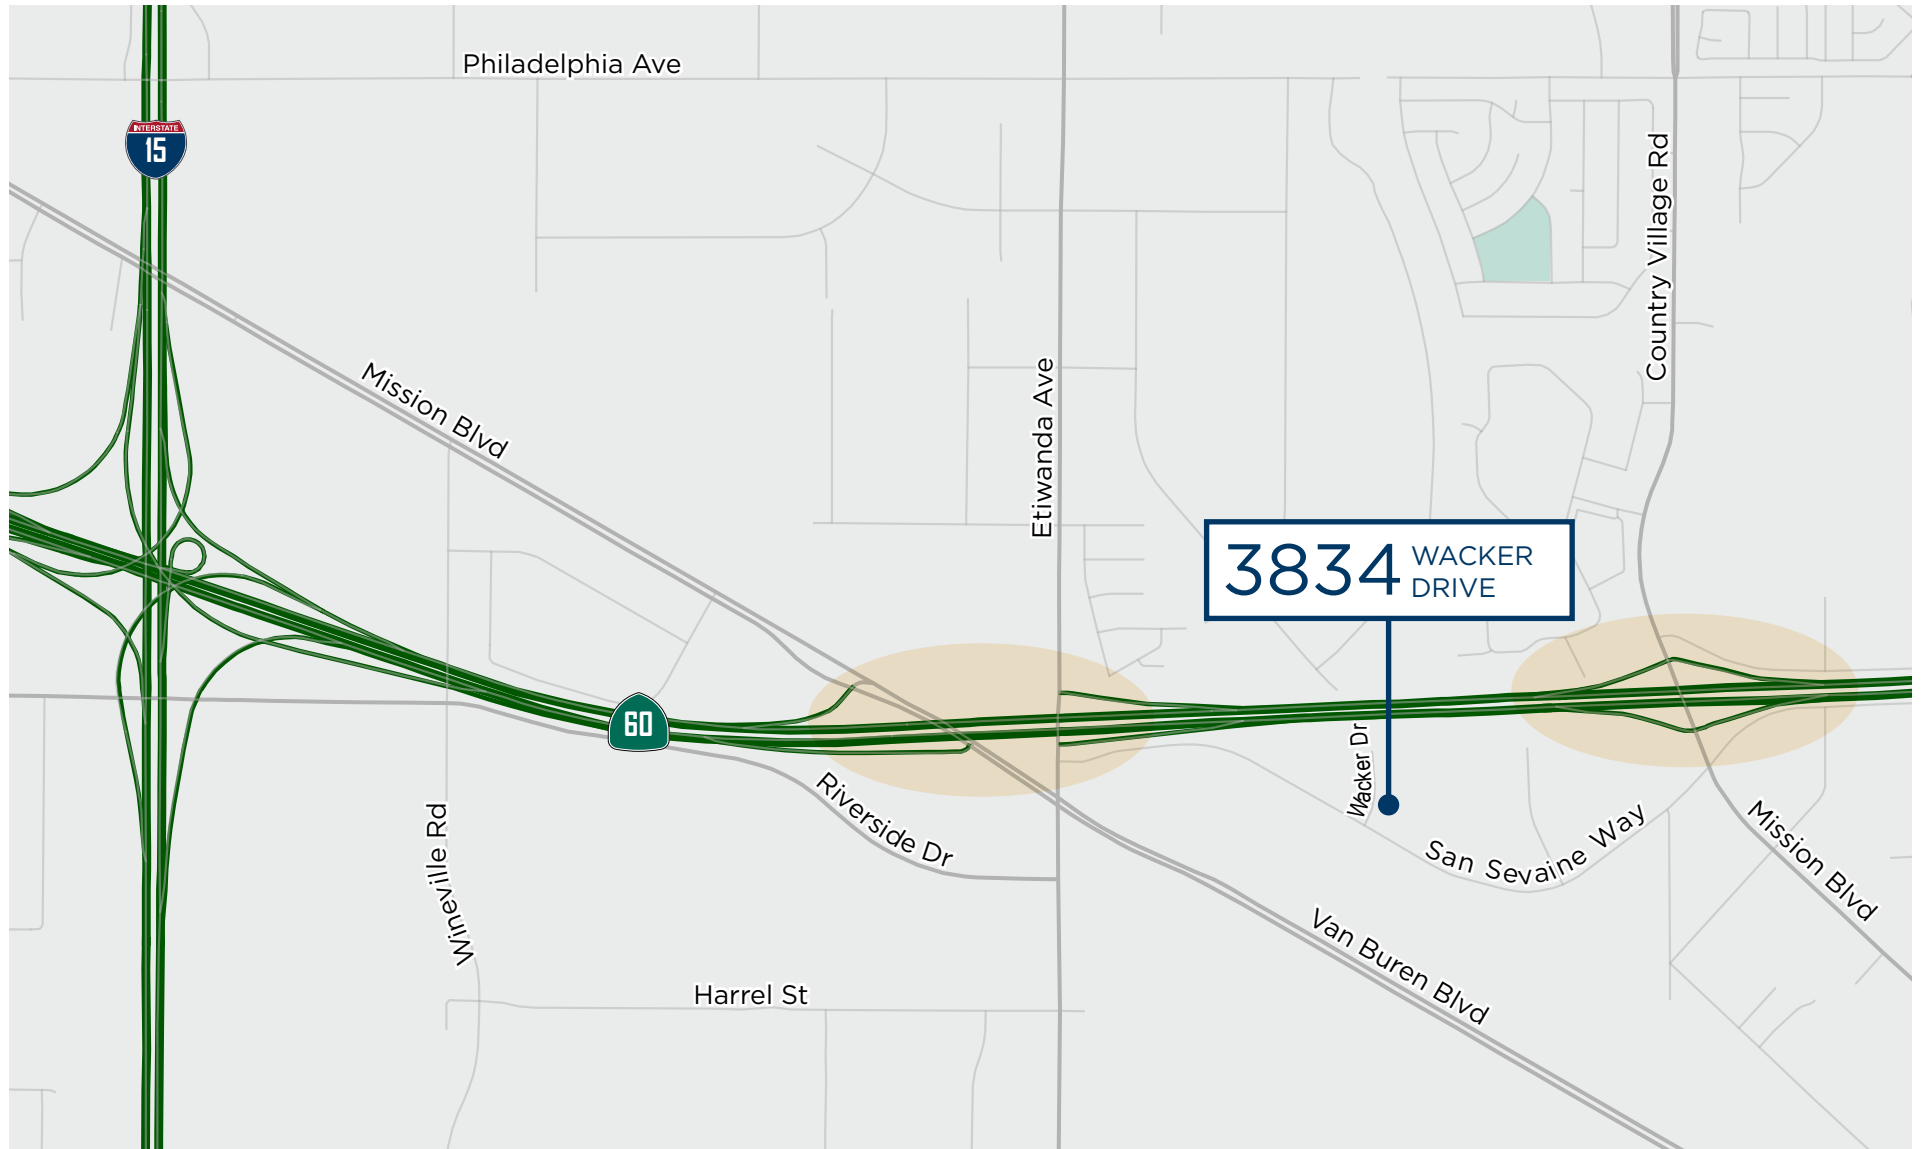 Philadelphia Ave
INTERSTATE
15
Country Village Rd
Mission Blvd
Etiwanda Ave
3834 WACKER
DRIVE
60
Wacker Dr
Riverside Dr
Wineville Rd
San Sevaine Way
Mission Blvd
Van Buren Blvd
Harrel St